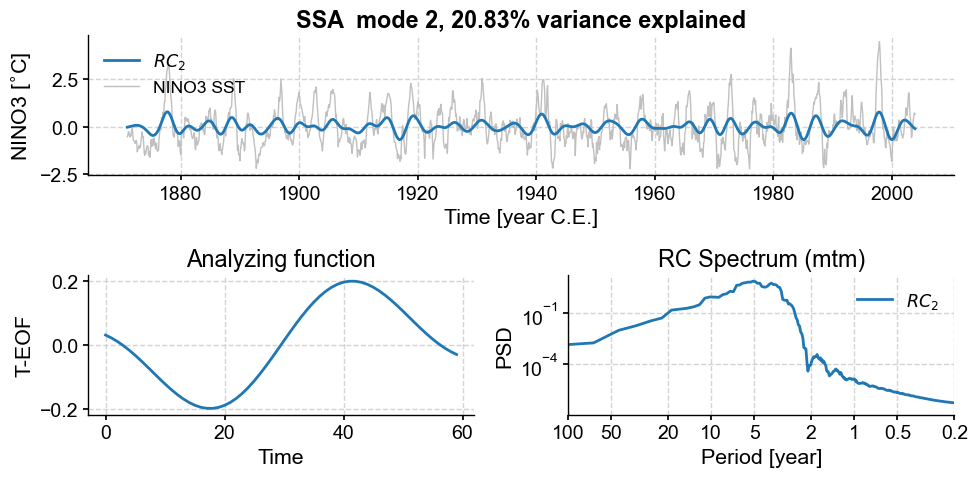 SSA  mode 2, 20.83% variance explained
NINO3 [˚C]
2.5
0.0
−2.5
RC₂
NINO3 SST
1880 1900 1920 1940 1960 1980 2000
Time [year C.E.]
Analyzing function
T-EOF
0.2
0.0
−0.2
0 20 40 60
Time
RC Spectrum (mtm)
PSD
10⁻¹
10⁻⁴
RC₂
100 50 20 10 5 2 1 0.5 0.2
Period [year]